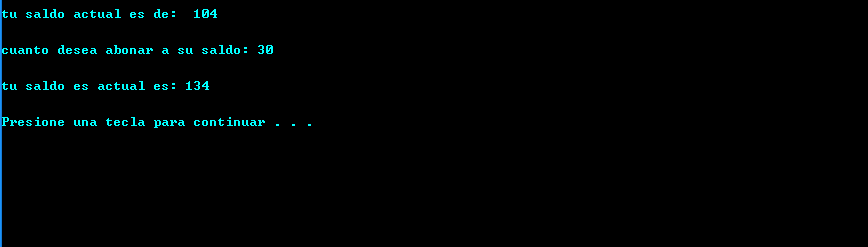 tu saldo actual es de:  104
cuanto desea abonar a su saldo: 30
tu saldo es actual es: 134
Presione una tecla para continuar . . .